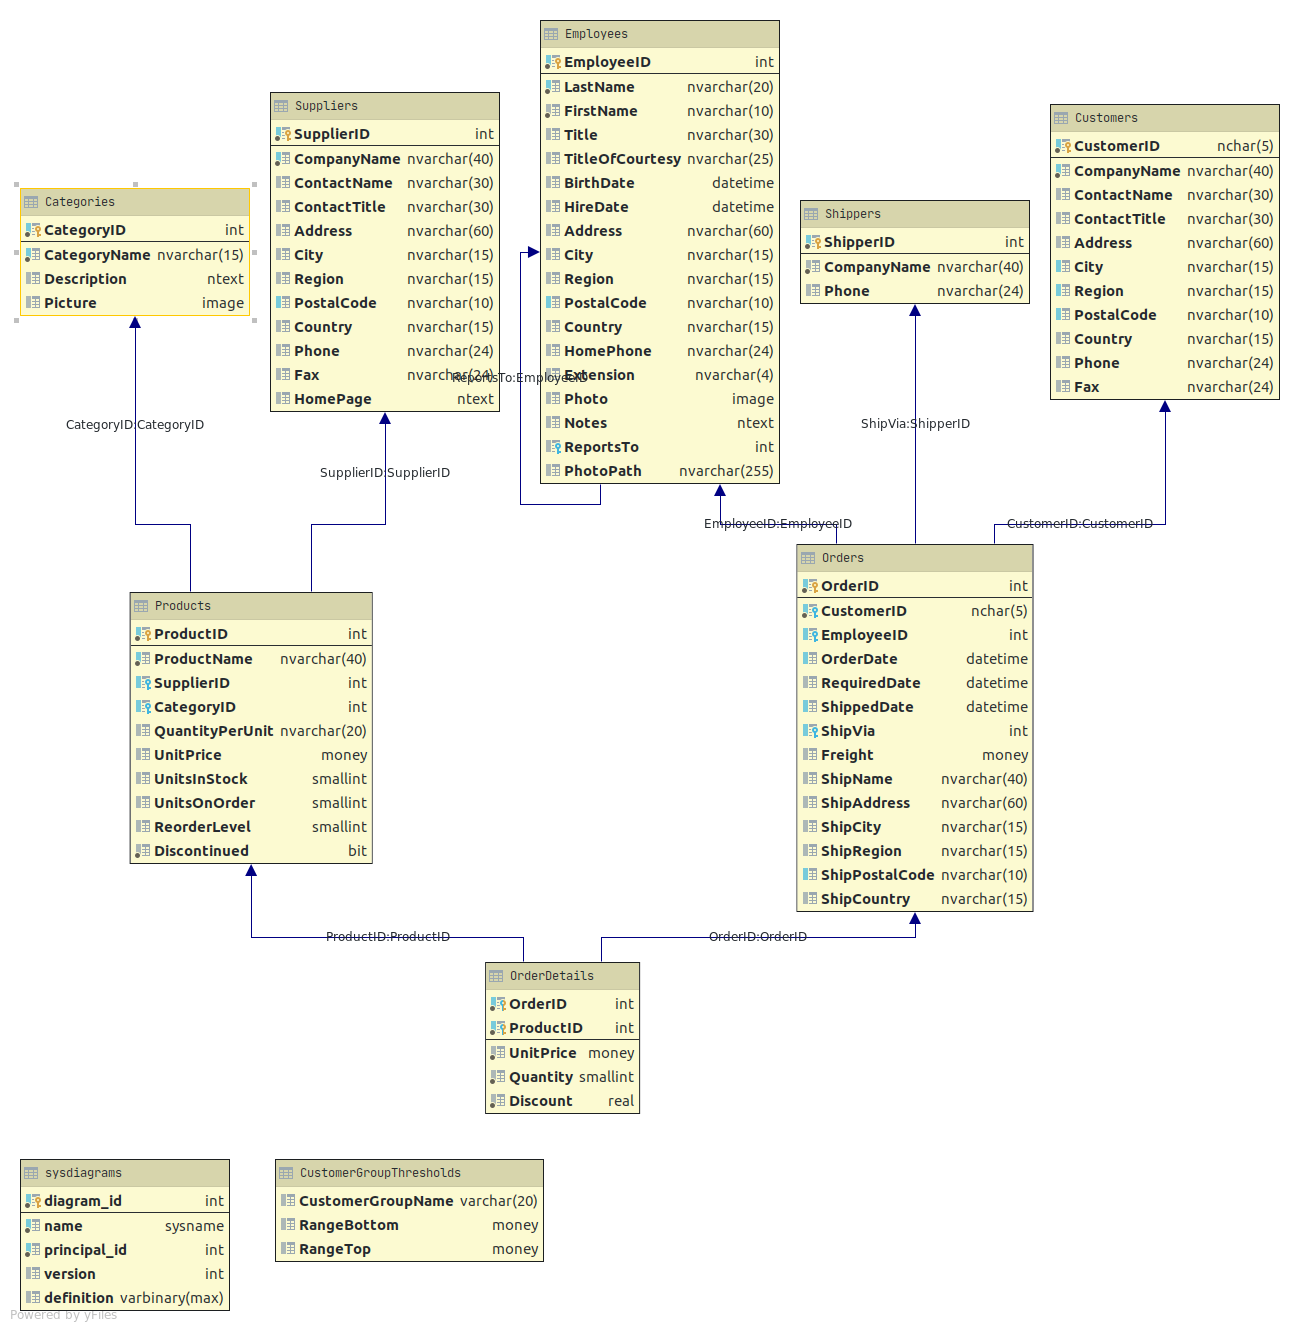 Employees
EmployeeID int
LastName nvarchar(20)
FirstName nvarchar(10)
Title nvarchar(30)
TitleOfCourtesy nvarchar(25)
BirthDate datetime
HireDate datetime
Address nvarchar(60)
City nvarchar(15)
Region nvarchar(15)
PostalCode nvarchar(10)
Country nvarchar(15)
HomePhone nvarchar(24)
Extension nvarchar(4)
Photo image
Notes ntext
ReportsTo int
PhotoPath nvarchar(255)
Suppliers
SupplierID int
CompanyName nvarchar(40)
ContactName nvarchar(30)
ContactTitle nvarchar(30)
Address nvarchar(60)
City nvarchar(15)
Region nvarchar(15)
PostalCode nvarchar(10)
Country nvarchar(15)
Phone nvarchar(24)
Fax nvarchar(24)
HomePage ntext
ReportsTo:EmployeeID
Customers
CustomerID nchar(5)
CompanyName nvarchar(40)
ContactName nvarchar(30)
ContactTitle nvarchar(30)
Address nvarchar(60)
City nvarchar(15)
Region nvarchar(15)
PostalCode nvarchar(10)
Country nvarchar(15)
Phone nvarchar(24)
Fax nvarchar(24)
Categories
CategoryID int
CategoryName nvarchar(15)
Description ntext
Picture image
Shippers
ShipperID int
CompanyName nvarchar(40)
Phone nvarchar(24)
CategoryID:CategoryID
SupplierID:SupplierID
ShipVia:ShipperID
EmployeeID:EmployeeID
CustomerID:CustomerID
Orders
OrderID int
CustomerID nchar(5)
EmployeeID int
OrderDate datetime
RequiredDate datetime
ShippedDate datetime
ShipVia int
Freight money
ShipName nvarchar(40)
ShipAddress nvarchar(60)
ShipCity nvarchar(15)
ShipRegion nvarchar(15)
ShipPostalCode nvarchar(10)
ShipCountry nvarchar(15)
Products
ProductID int
ProductName nvarchar(40)
SupplierID int
CategoryID int
QuantityPerUnit nvarchar(20)
UnitPrice money
UnitsInStock smallint
UnitsOnOrder smallint
ReorderLevel smallint
Discontinued bit
ProductID:ProductID
OrderID:OrderID
OrderDetails
OrderID int
ProductID int
UnitPrice money
Quantity smallint
Discount real
sysdiagrams
diagram_id int
name sysname
principal_id int
version int
definition varbinary(max)
CustomerGroupThresholds
CustomerGroupName varchar(20)
RangeBottom money
RangeTop money
Powered by yFiles